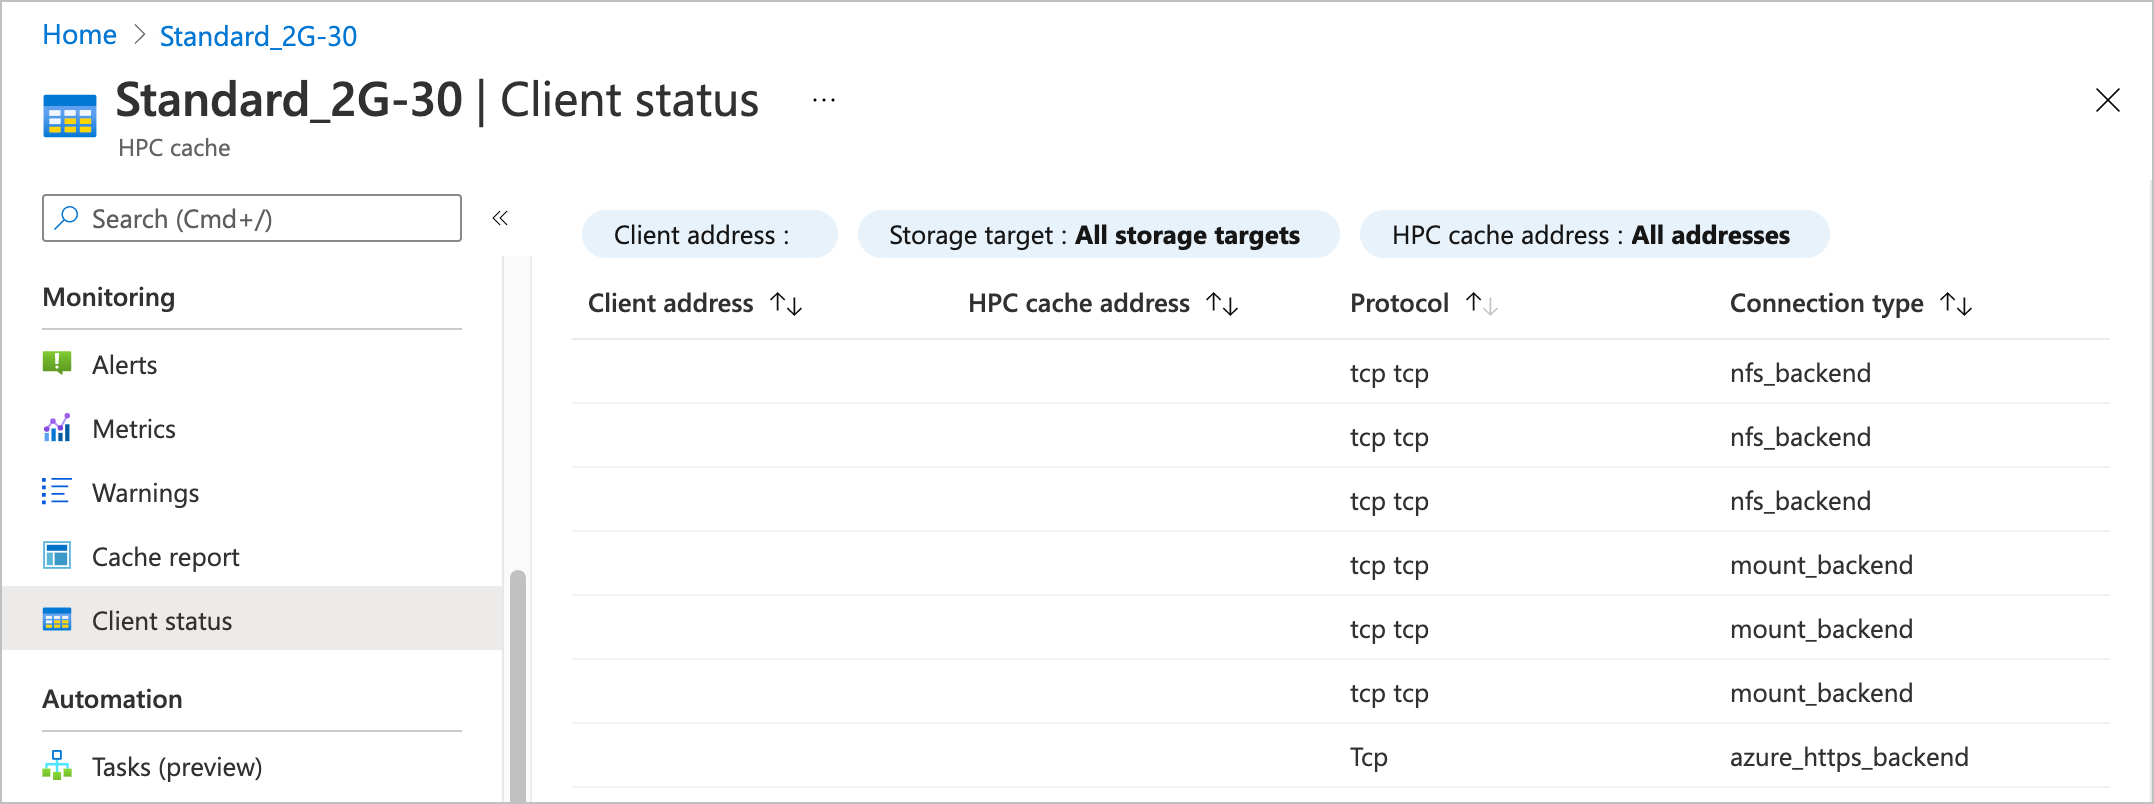 Home > Standard_2G-30
Standard_2G-30 | Client status ...
HPC cache
Search (Cmd+/)
«
Monitoring
Alerts
Metrics
Warnings
Cache report
Client status
Automation
Tasks (preview)
Client address : Storage target : All storage targets HPC cache address : All addresses
Client address ↑↓ HPC cache address ↑↓ Protocol ↑↓ Connection type ↑↓
tcp tcp nfs_backend
tcp tcp nfs_backend
tcp tcp nfs_backend
tcp tcp mount_backend
tcp tcp mount_backend
tcp tcp mount_backend
Tcp azure_https_backend